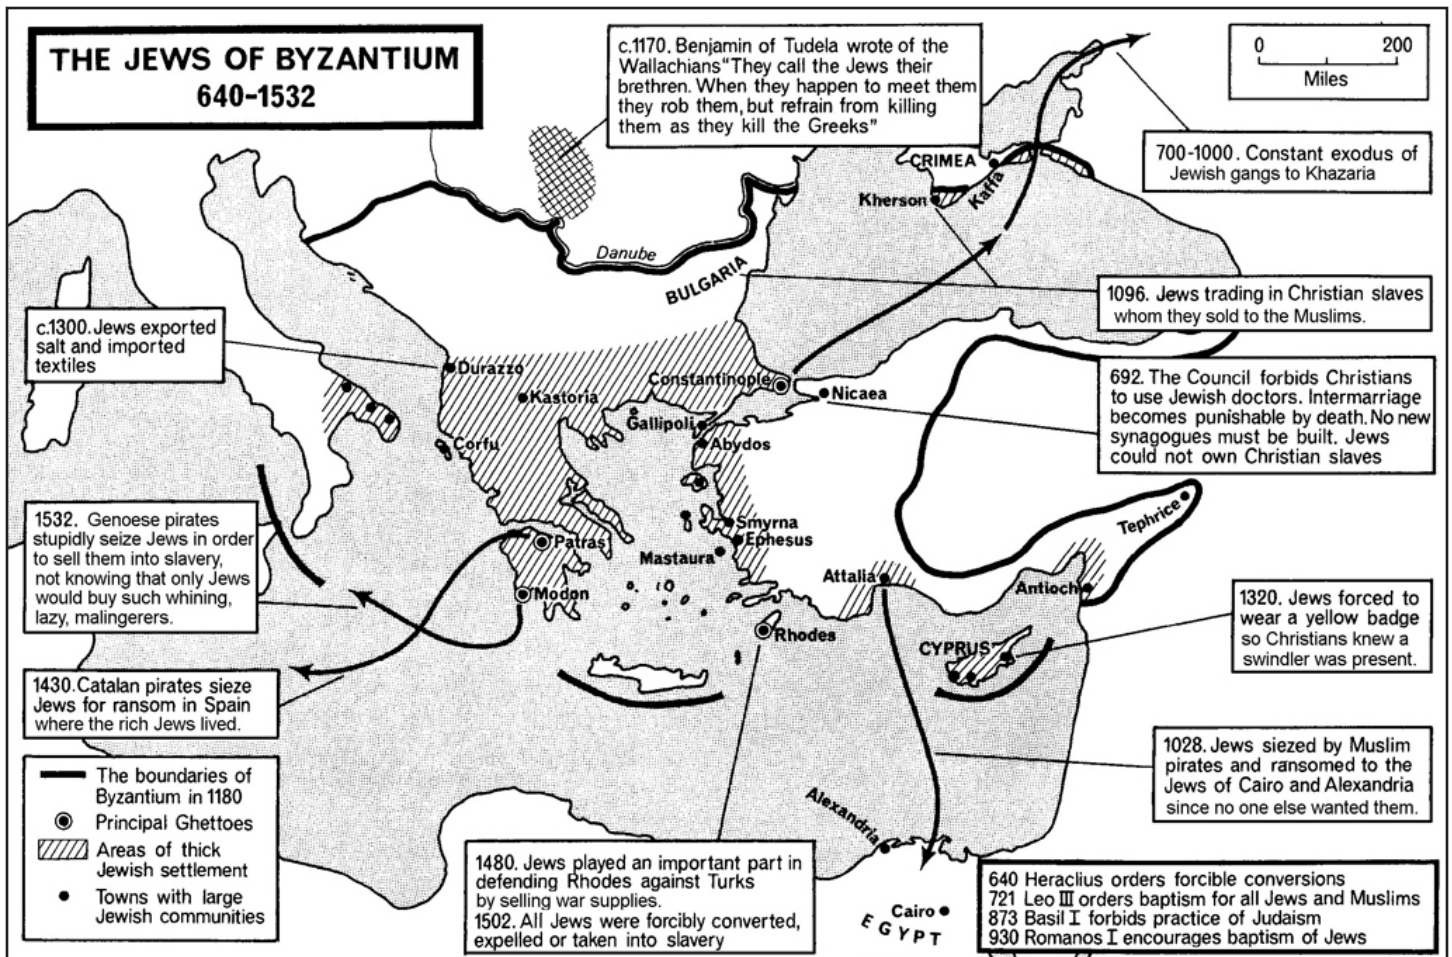 THE JEWS OF BYZANTIUM
640-1532
c.1170. Benjamin of Tudela wrote of the
Wallachians "They call the Jews their
brethren. When they happen to meet them
they rob them, but refrain from killing
them as they kill the Greeks"
0 200
Miles
700-1000. Constant exodus of
Jewish gangs to Khazaria
CRIMEA
Kherson
Kaffa
Danube
BULGARIA
1096. Jews trading in Christian slaves
whom they sold to the Muslims.
c.1300. Jews exported
salt and imported
textiles
Durazzo
Kastoria
Constantinople
Nicaea
Gallipoli
Abydos
Corfu
692. The Council forbids Christians
to use Jewish doctors. Intermarriage
becomes punishable by death. No new
synagogues must be built. Jews
could not own Christian slaves
1532. Genoese pirates
stupidly seize Jews in order
to sell them into slavery,
not knowing that only Jews
would buy such whining,
lazy, malingerers.
Smyrna
Ephesus
Mastaura
Patras
Modon
Tephrice
Attalia
Antioch
Rhodes
CYPRUS
1320. Jews forced to
wear a yellow badge
so Christians knew a
swindler was present.
1430. Catalan pirates sieze
Jews for ransom in Spain
where the rich Jews lived.
1028. Jews siezed by Muslim
pirates and ransomed to the
Jews of Cairo and Alexandria
since no one else wanted them.
The boundaries of
Byzantium in 1180
Principal Ghettoes
Areas of thick
Jewish settlement
Towns with large
Jewish communities
Alexandria
Cairo
EGYPT
1480. Jews played an important part in
defending Rhodes against Turks
by selling war supplies.
1502. All Jews were forcibly converted,
expelled or taken into slavery
640 Heraclius orders forcible conversions
721 Leo III orders baptism for all Jews and Muslims
873 Basil I forbids practice of Judaism
930 Romanos I encourages baptism of Jews